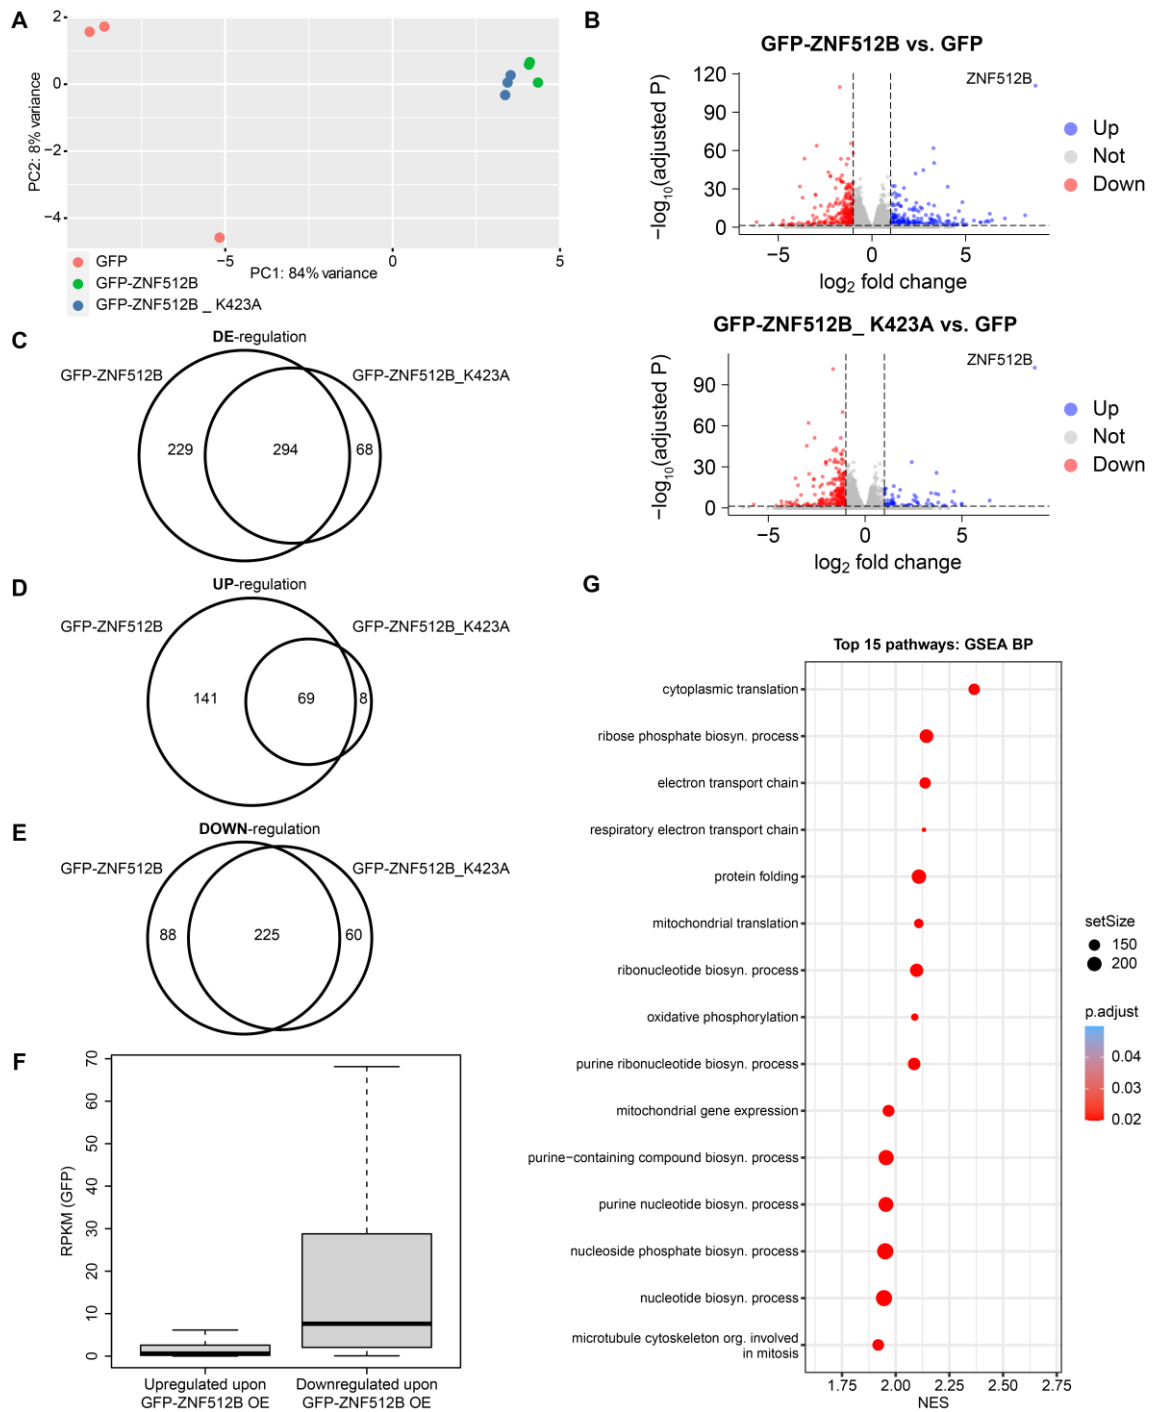 A
2
0
−2
−4
PC2: 8% variance
−5
0
5
PC1: 84% variance
GFP
GFP-ZNF512B
GFP-ZNF512B _ K423A
B
GFP-ZNF512B vs. GFP
120
90
60
30
0
−log10(adjusted P)
ZNF512B
−5
0
5
log2 fold change
Up
Not
Down
GFP-ZNF512B_ K423A vs. GFP
90
60
30
0
−log10(adjusted P)
ZNF512B
−5
0
5
log2 fold change
Up
Not
Down
C
DE-regulation
GFP-ZNF512B
GFP-ZNF512B_K423A
229
294
68
D
UP-regulation
GFP-ZNF512B
GFP-ZNF512B_K423A
141
69
8
E
DOWN-regulation
GFP-ZNF512B
GFP-ZNF512B_K423A
88
225
60
F
70
60
50
40
30
20
10
0
RPKM (GFP)
Upregulated upon
GFP-ZNF512B OE
Downregulated upon
GFP-ZNF512B OE
G
Top 15 pathways: GSEA BP
cytoplasmic translation
ribose phosphate biosyn. process
electron transport chain
respiratory electron transport chain
protein folding
mitochondrial translation
ribonucleotide biosyn. process
oxidative phosphorylation
purine ribonucleotide biosyn. process
mitochondrial gene expression
purine−containing compound biosyn. process
purine nucleotide biosyn. process
nucleoside phosphate biosyn. process
nucleotide biosyn. process
microtubule cytoskeleton org. involved
in mitosis
1.75
2.00
2.25
2.50
2.75
NES
setSize
150
200
p.adjust
0.04
0.03
0.02